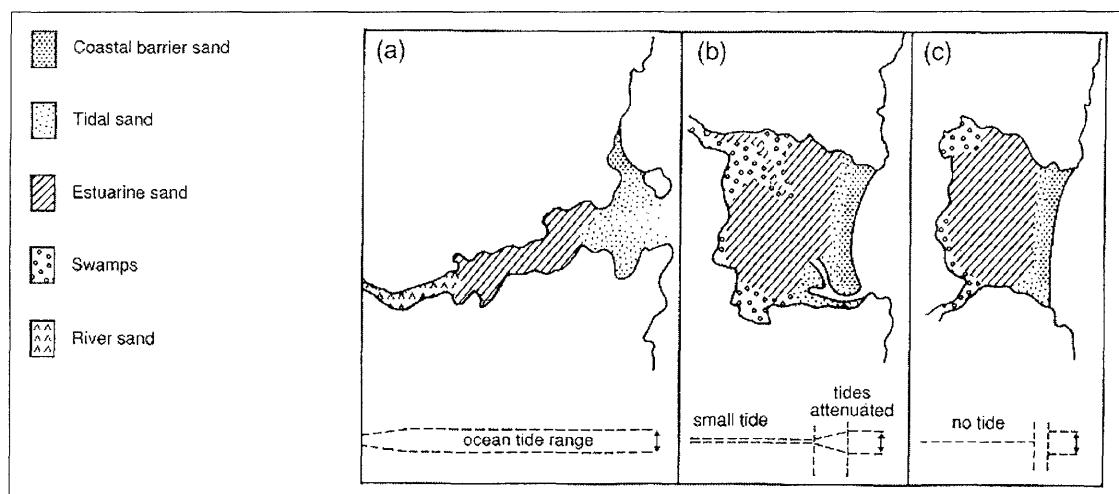 Coastal barrier sand
Tidal sand
Estuarine sand
Swamps
River sand
(a)
ocean tide range
(b)
small tide
tides
attenuated
(c)
no tide